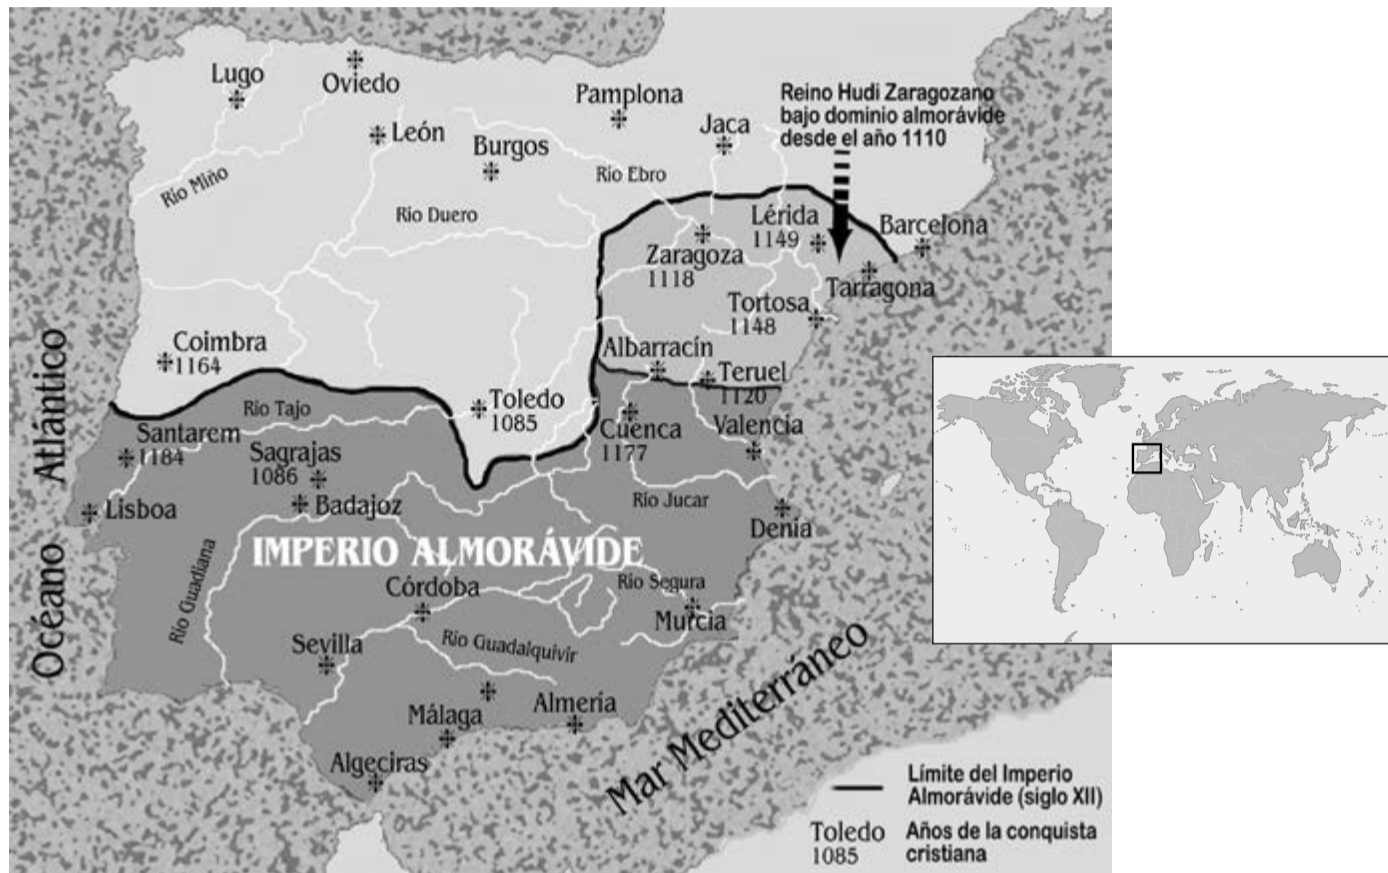 Lugo
Oviedo
León
Burgos
Pamplona
Jaca
Reino Hudi Zaragozano
bajo dominio almorávide
desde el año 1110
Río Miño
Río Duero
Río Ebro
Lérida
1149
Barcelona
Zaragoza
1118
Tarragona
Tortosa
1148
Coimbra
1164
Albarracín
Teruel
1120
Río Tajo
Toledo
1085
Santarem
1184
Saqrajas
1086
Cuenca
1177
Valencia
Lisboa
Badajoz
Río Jucar
Denia
IMPERIO ALMORÁVIDE
Río Guadiana
Córdoba
Río Segura
Murcia
Sevilla
Río Guadalquivír
Málaga
Almería
Algeciras
Océano Atlántico
Mar Mediterráneo
Límite del Imperio
Almorávide (siglo XII)
Toledo
1085
Años de la conquista
cristiana